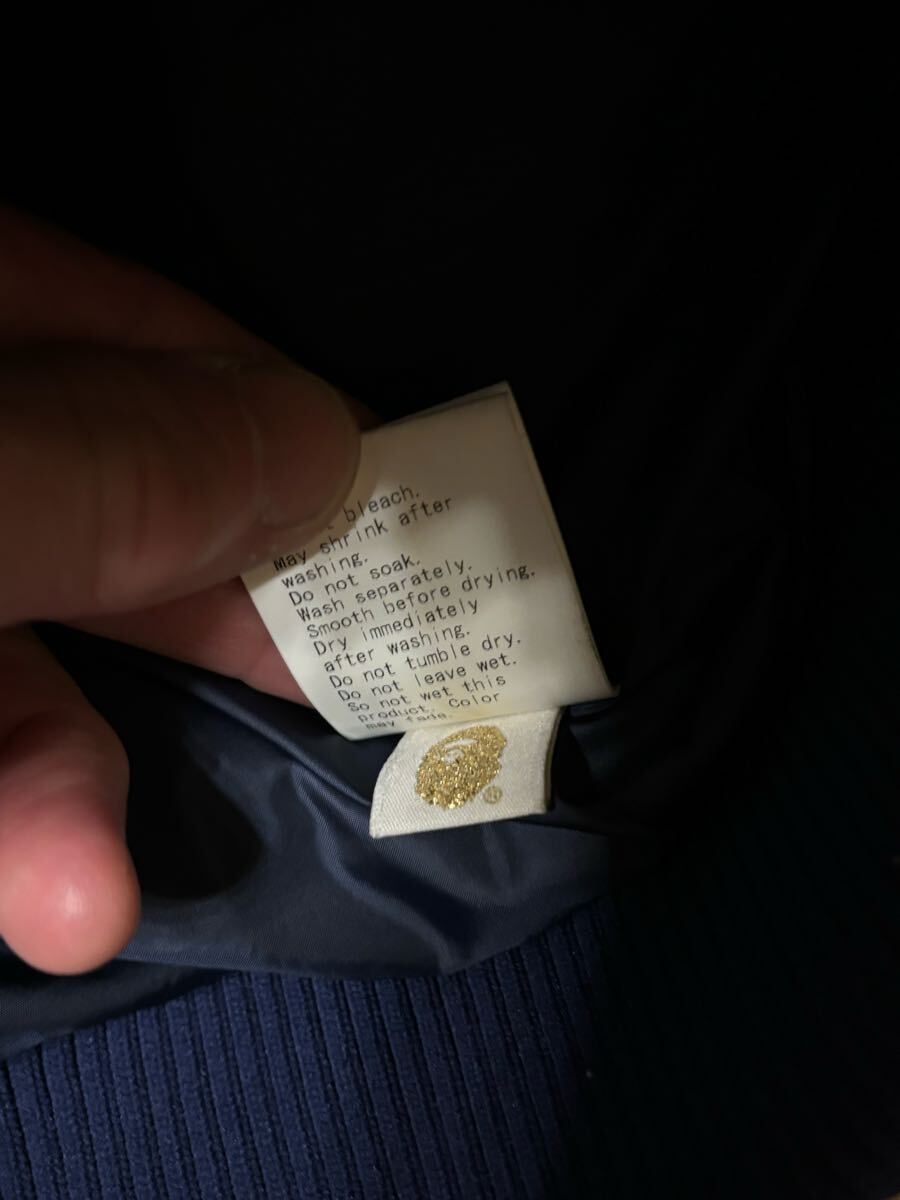 bleach.
May shrink after
washing.
Do not soak.
Wash separately.
Smooth before drying.
Dry immediately
after washing.
Do not tumble dry.
Do not leave wet.
So not wet this
product. Color
may fade.